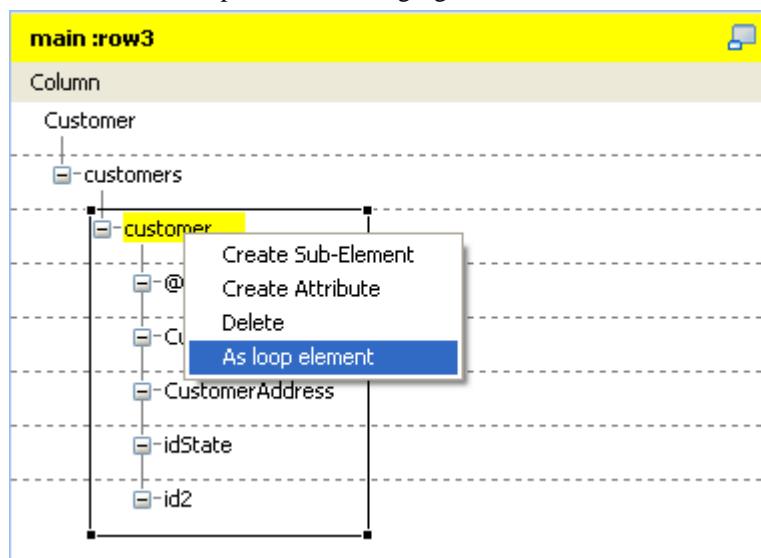 main :row3
Column
Customer
customers
customer
Create Sub-Element
@
Create Attribute
Delete
As loop element
CustomerAddress
idState
id2